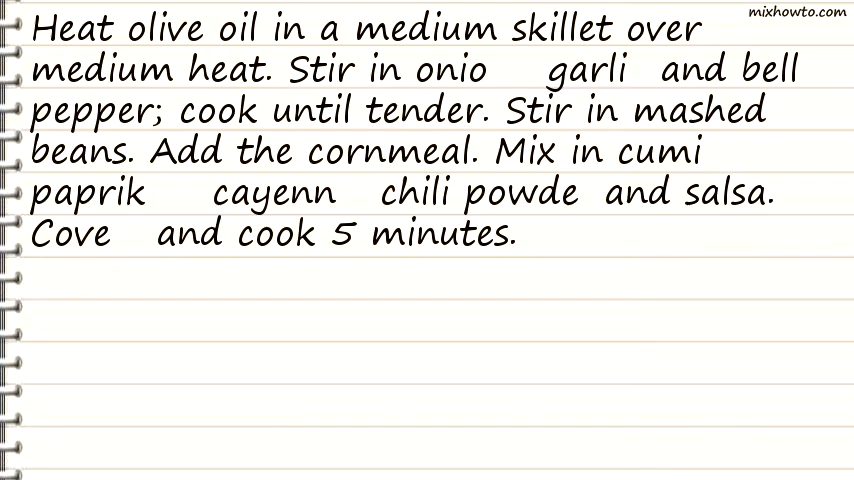 mixhowto.com
Heat olive oil in a medium skillet over
medium heat. Stir in onio garli and bell
pepper; cook until tender. Stir in mashed
beans. Add the cornmeal. Mix in cumi
paprik cayenn chili powde and salsa.
Cove and cook 5 minutes.